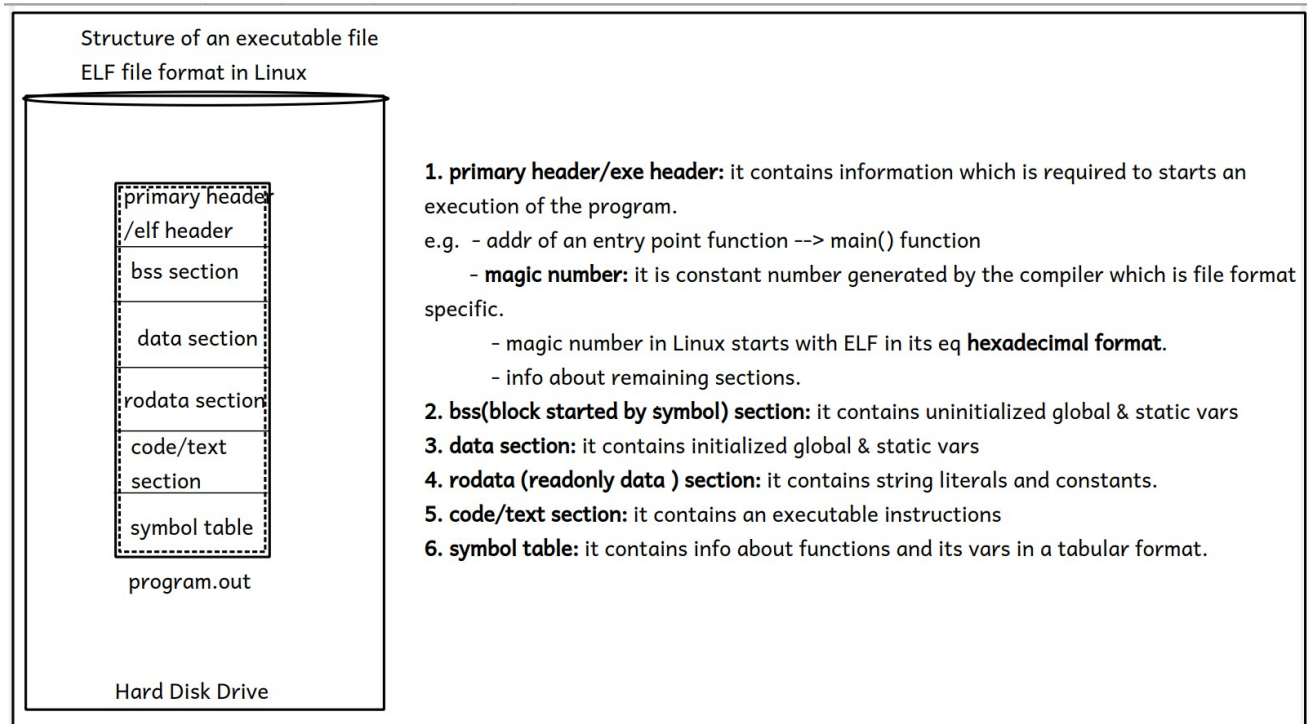 Structure of an executable file
ELF file format in Linux
primary header
/elf header
bss section
data section
rodata section
code/text
section
symbol table
program.out
Hard Disk Drive
1. primary header/exe header: it contains information which is required to starts an
execution of the program.
e.g. - addr of an entry point function --> main() function
- magic number: it is constant number generated by the compiler which is file format
specific.
- magic number in Linux starts with ELF in its eq hexadecimal format.
- info about remaining sections.
2. bss(block started by symbol) section: it contains uninitialized global & static vars
3. data section: it contains initialized global & static vars
4. rodata (readonly data ) section: it contains string literals and constants.
5. code/text section: it contains an executable instructions
6. symbol table: it contains info about functions and its vars in a tabular format.